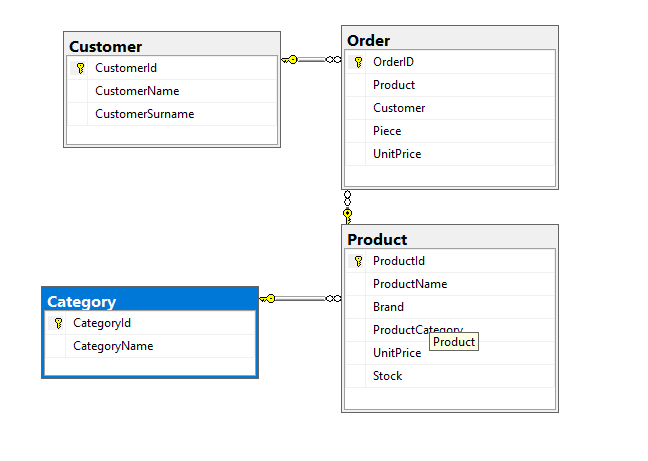 Customer
CustomerId
CustomerName
CustomerSurname
Order
OrderID
Product
Customer
Piece
UnitPrice
Product
ProductId
ProductName
Brand
ProductCategory
Product
UnitPrice
Stock
Category
CategoryId
CategoryName